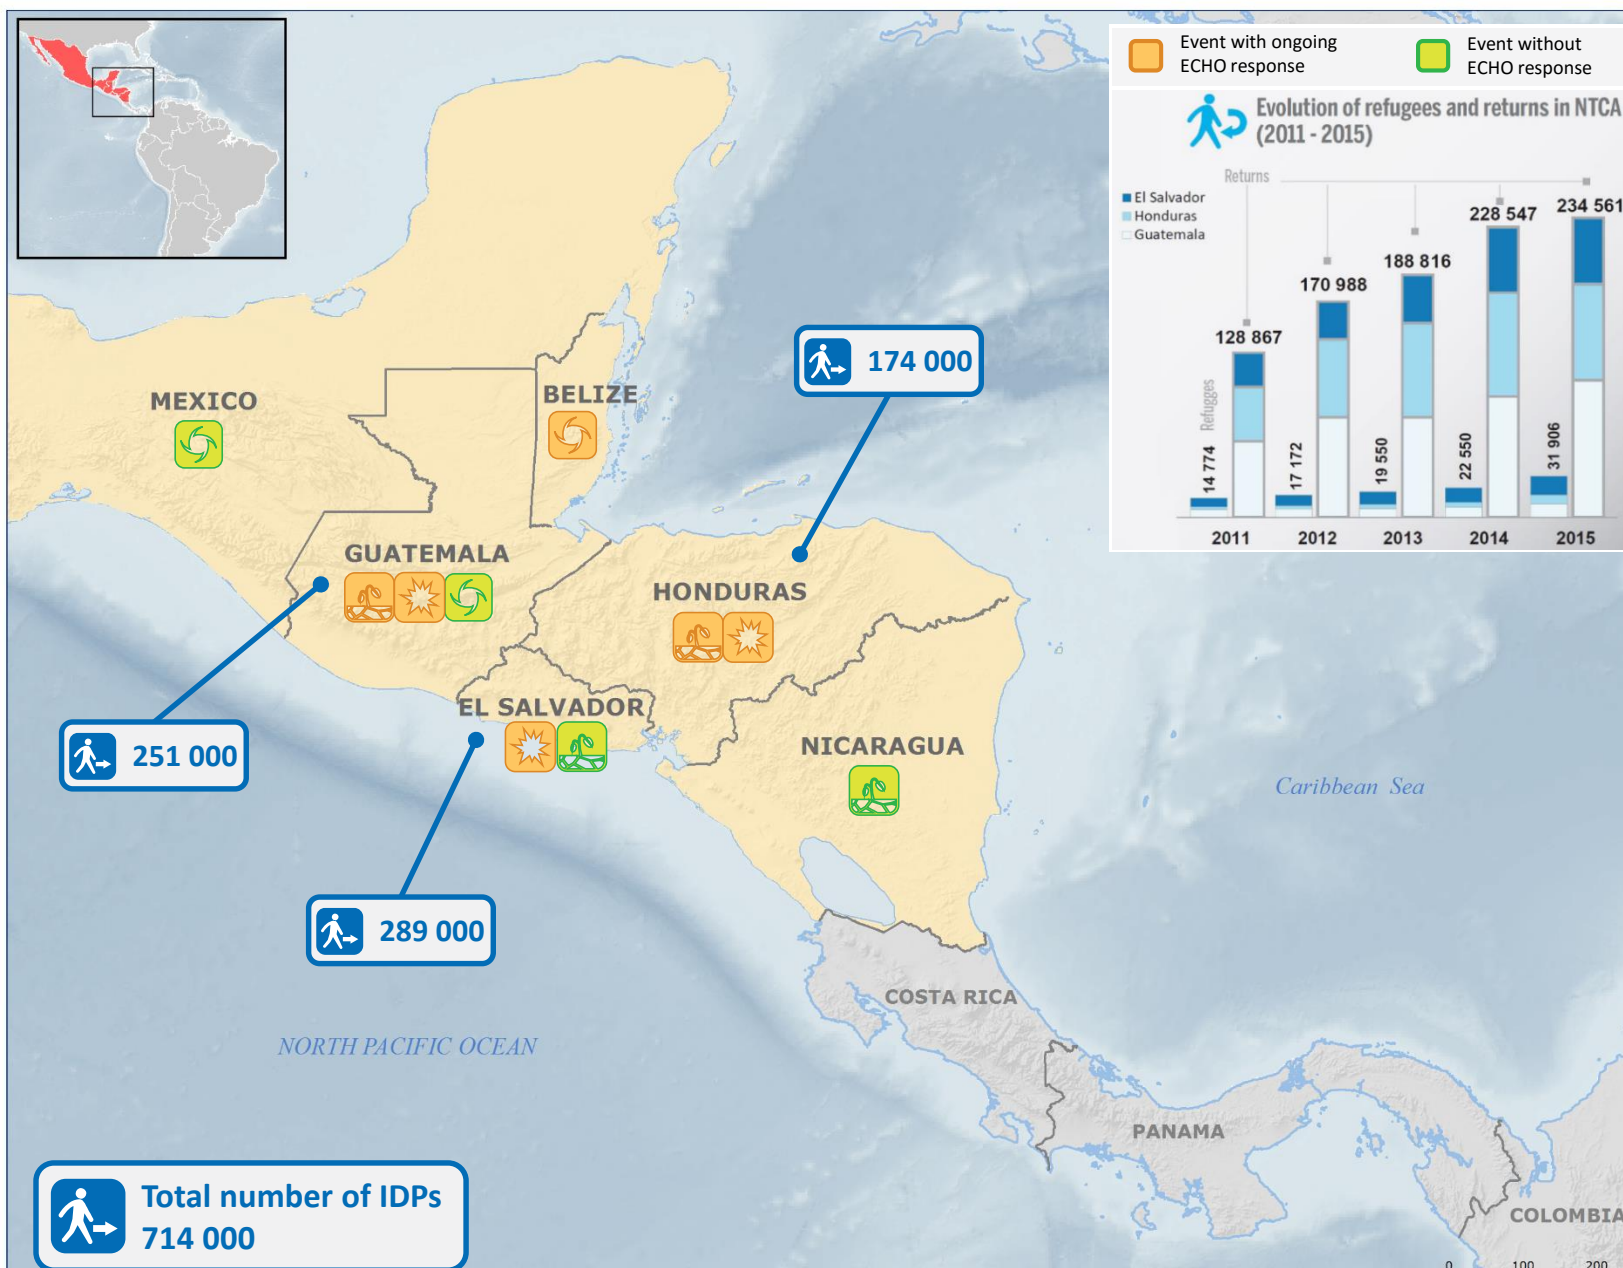 Event with ongoing
ECHO response
Event without
ECHO response
Evolution of refugees and returns in NTCA
(2011 - 2015)
Returns
El Salvador
Honduras
Guatemala
Refugges
14 774
128 867
17 172
170 988
19 550
188 816
22 550
228 547
31 906
234 561
2011
2012
2013
2014
2015
MEXICO
BELIZE
174 000
GUATEMALA
HONDURAS
EL SALVADOR
251 000
NICARAGUA
Caribbean Sea
289 000
COSTA RICA
NORTH PACIFIC OCEAN
PANAMA
Total number of IDPs
714 000
COLOMBIA
0 100 200